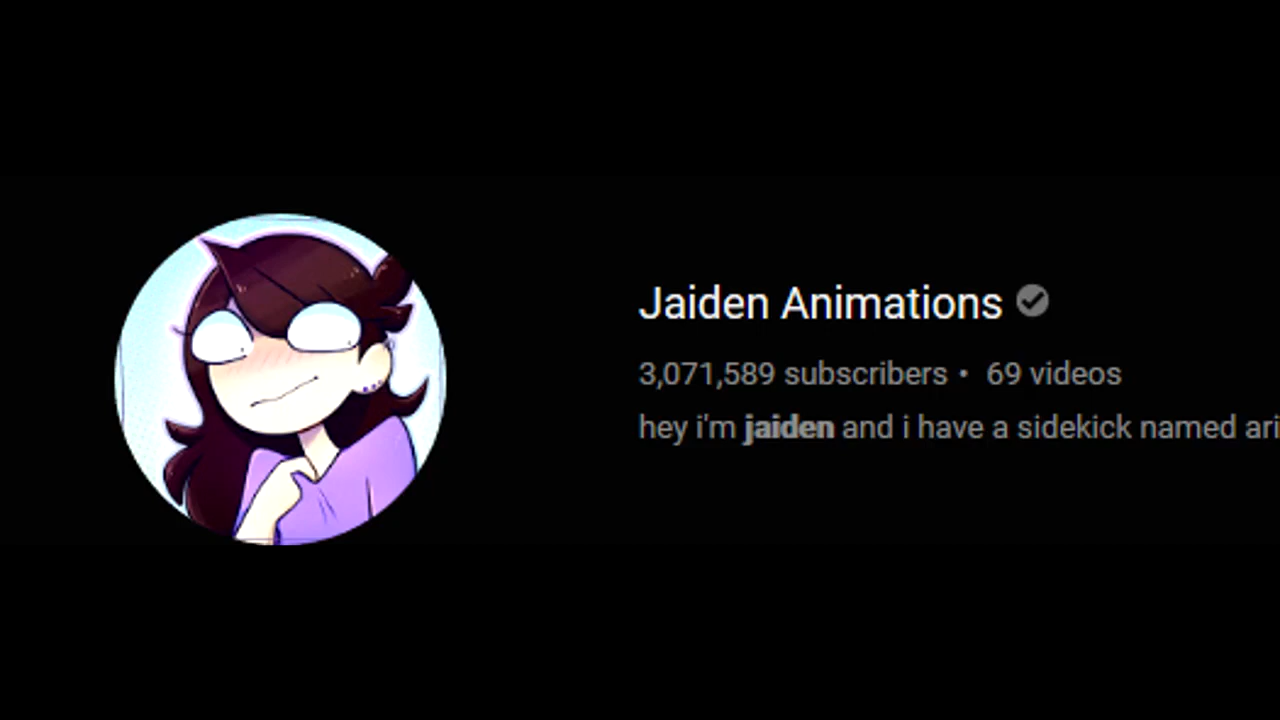 Jaiden Animations
3,071,589 subscribers • 69 videos
hey i'm jaiden and i have a sidekick named ari